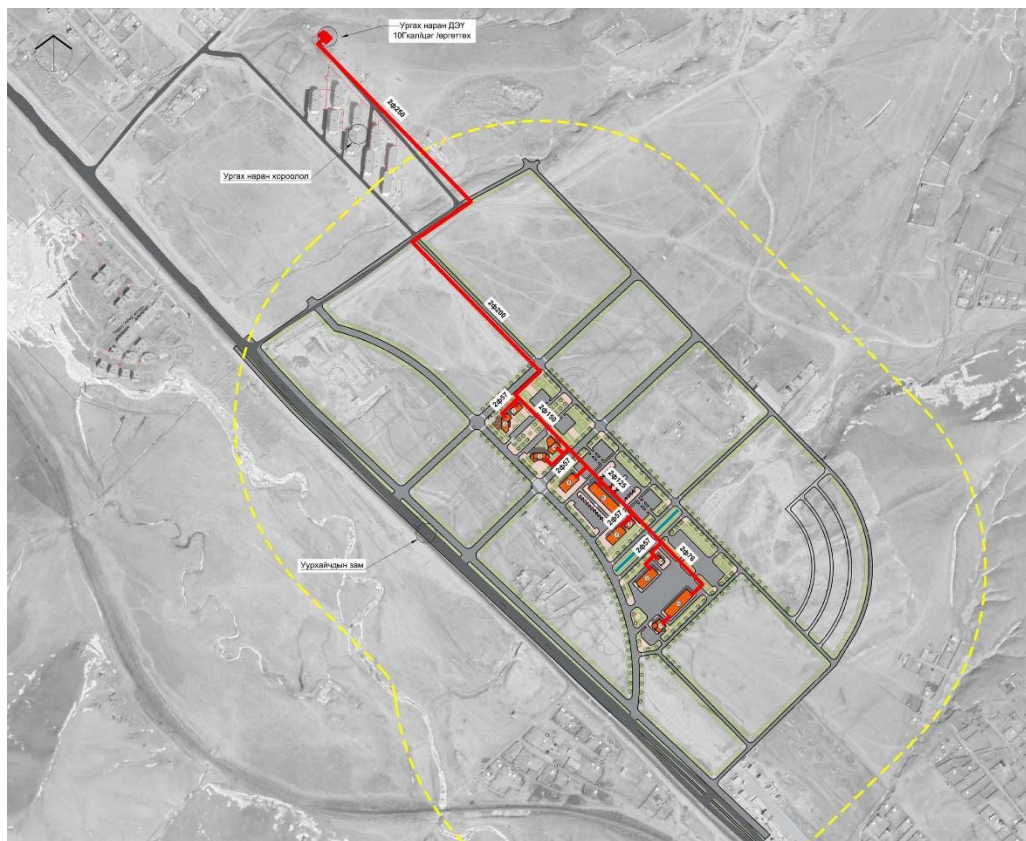 Ургах наран ДЭҮ
10Гкал/цаг /өргөтгөх
2ф250
Ургах наран хороолол
2ф200
2ф57
2ф150
2ф57
2ф125
2ф57
2ф57
2ф76
Уурхайчдын зам